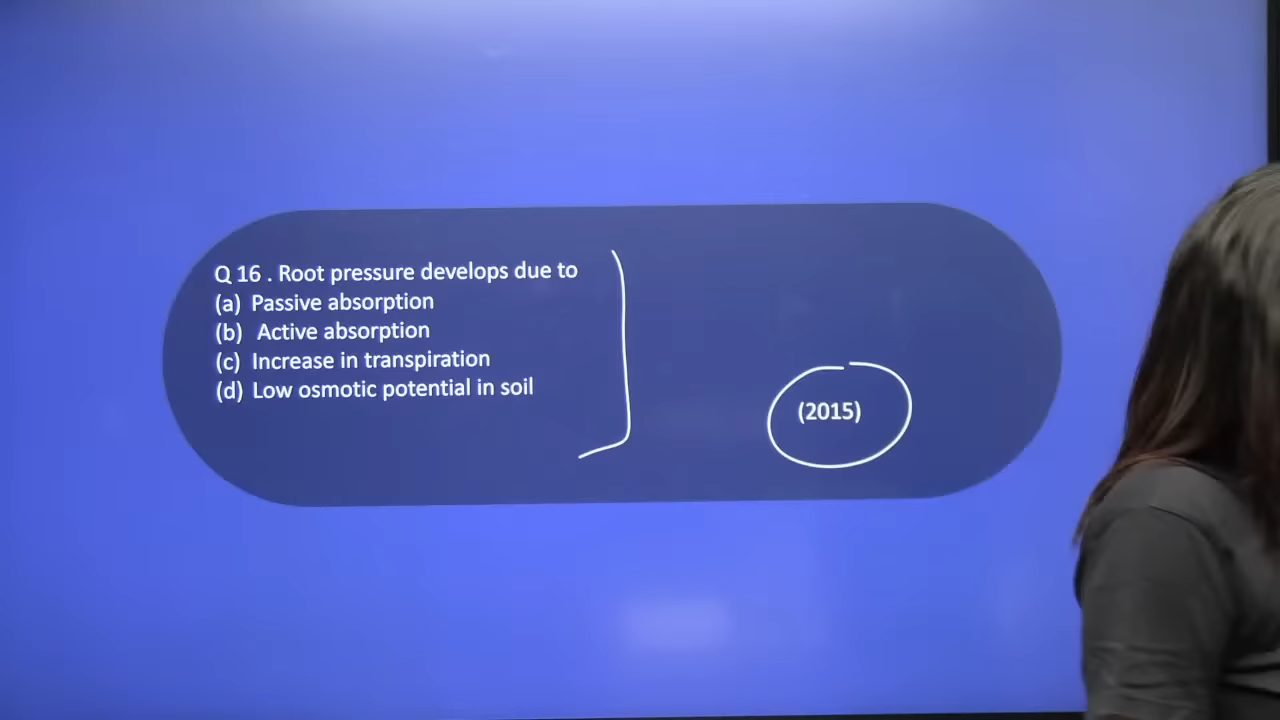 Q 16 . Root pressure develops due to
(a) Passive absorption
(b) Active absorption
(c) Increase in transpiration
(d) Low osmotic potential in soil
(2015)